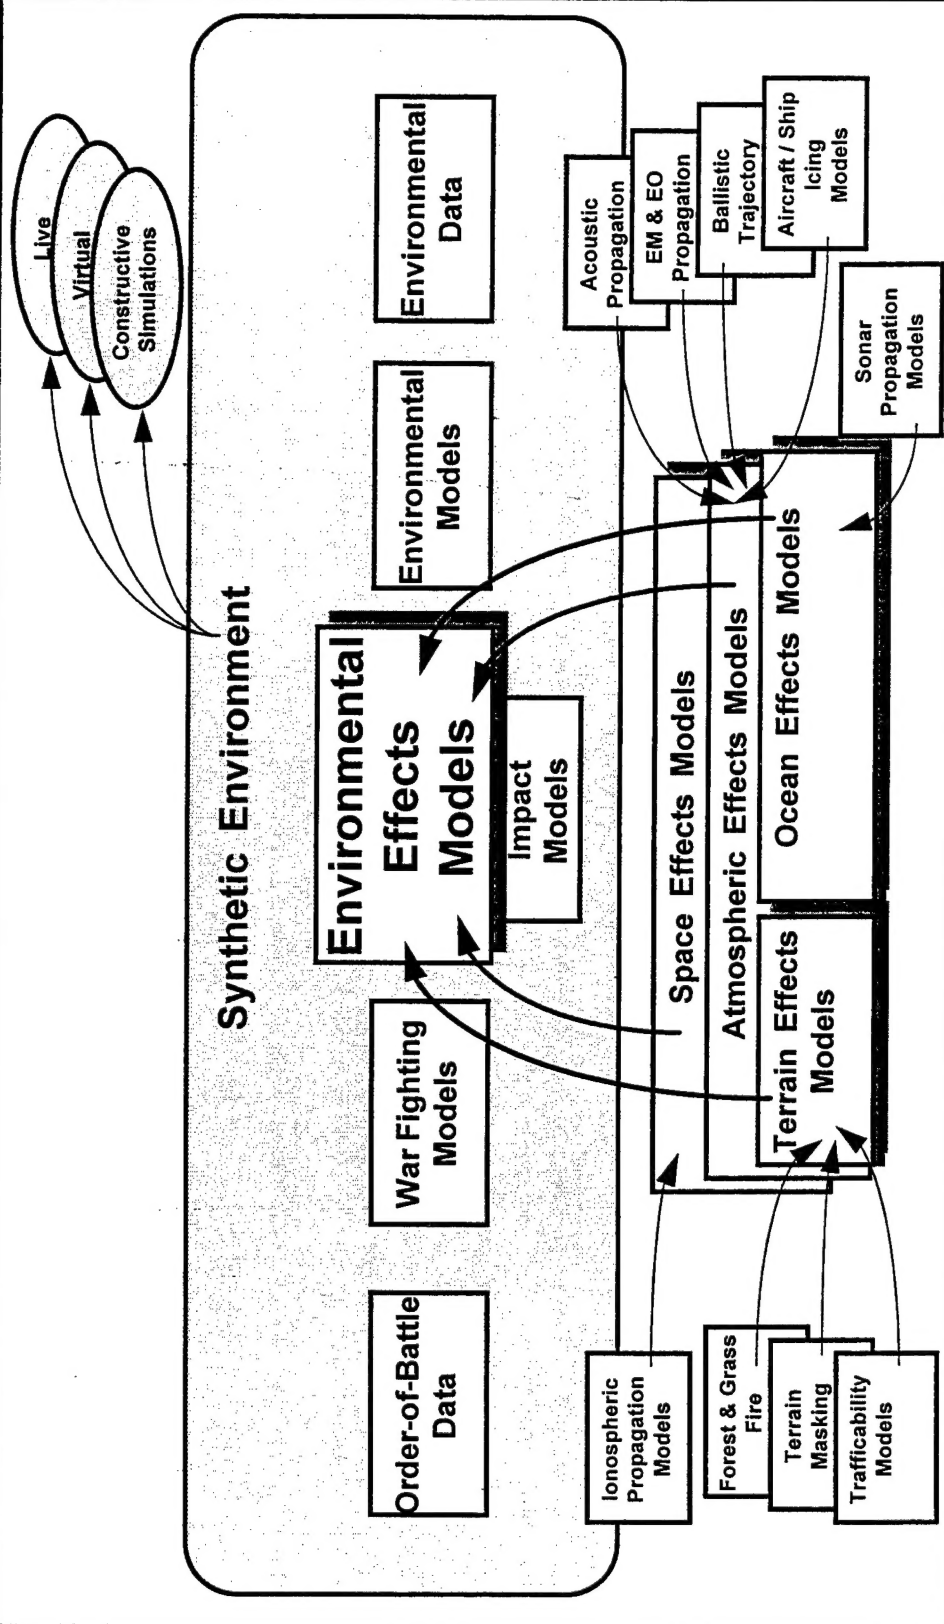 Live
Virtual
Constructive
Simulations
Synthetic Environment
Order-of-Battle
Data
War Fighting
Models
Environmental
Effects
Models
Impact
Models
Environmental
Models
Environmental
Data
Ionospheric
Propagation
Models
Forest & Grass
Fire
Terrain
Masking
Trafficability
Models
Space Effects Models
Atmospheric Effects Models
Terrain Effects
Models
Ocean Effects Models
Acoustic
Propagation
EM & EO
Propagation
Ballistic
Trajectory
Aircraft / Ship
Icing
Models
Sonar
Propagation
Models